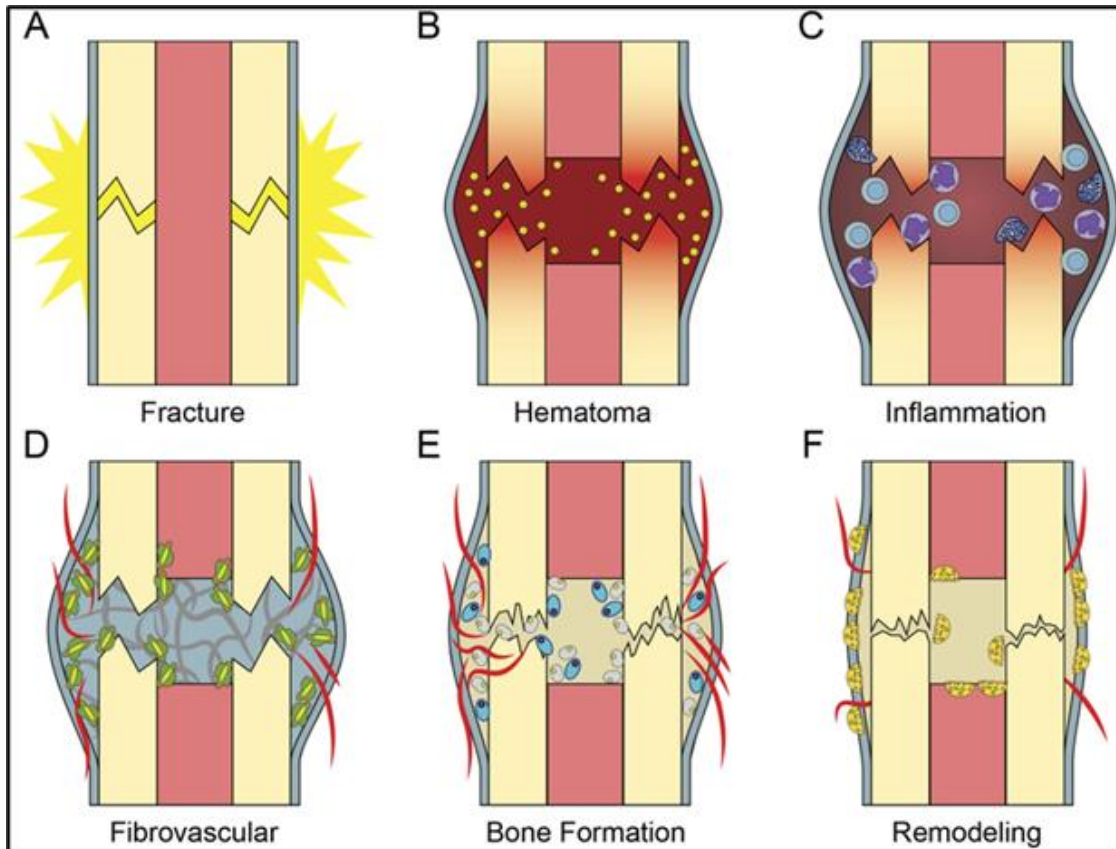 A
B
C
Fracture
Hematoma
Inflammation
D
E
F
Fibrovascular
Bone Formation
Remodeling